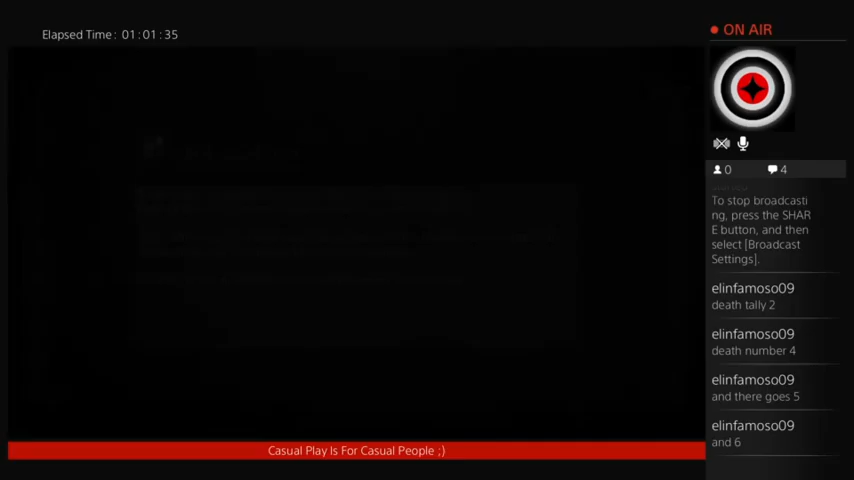 Elapsed Time: 01:01:35
ON AIR
0 4
To stop broadcasti
ng, press the SHAR
E button, and then
select [Broadcast
Settings].
elinfamoso09
death tally 2
elinfamoso09
death number 4
elinfamoso09
and there goes 5
elinfamoso09
and 6
Casual Play Is For Casual People ;)